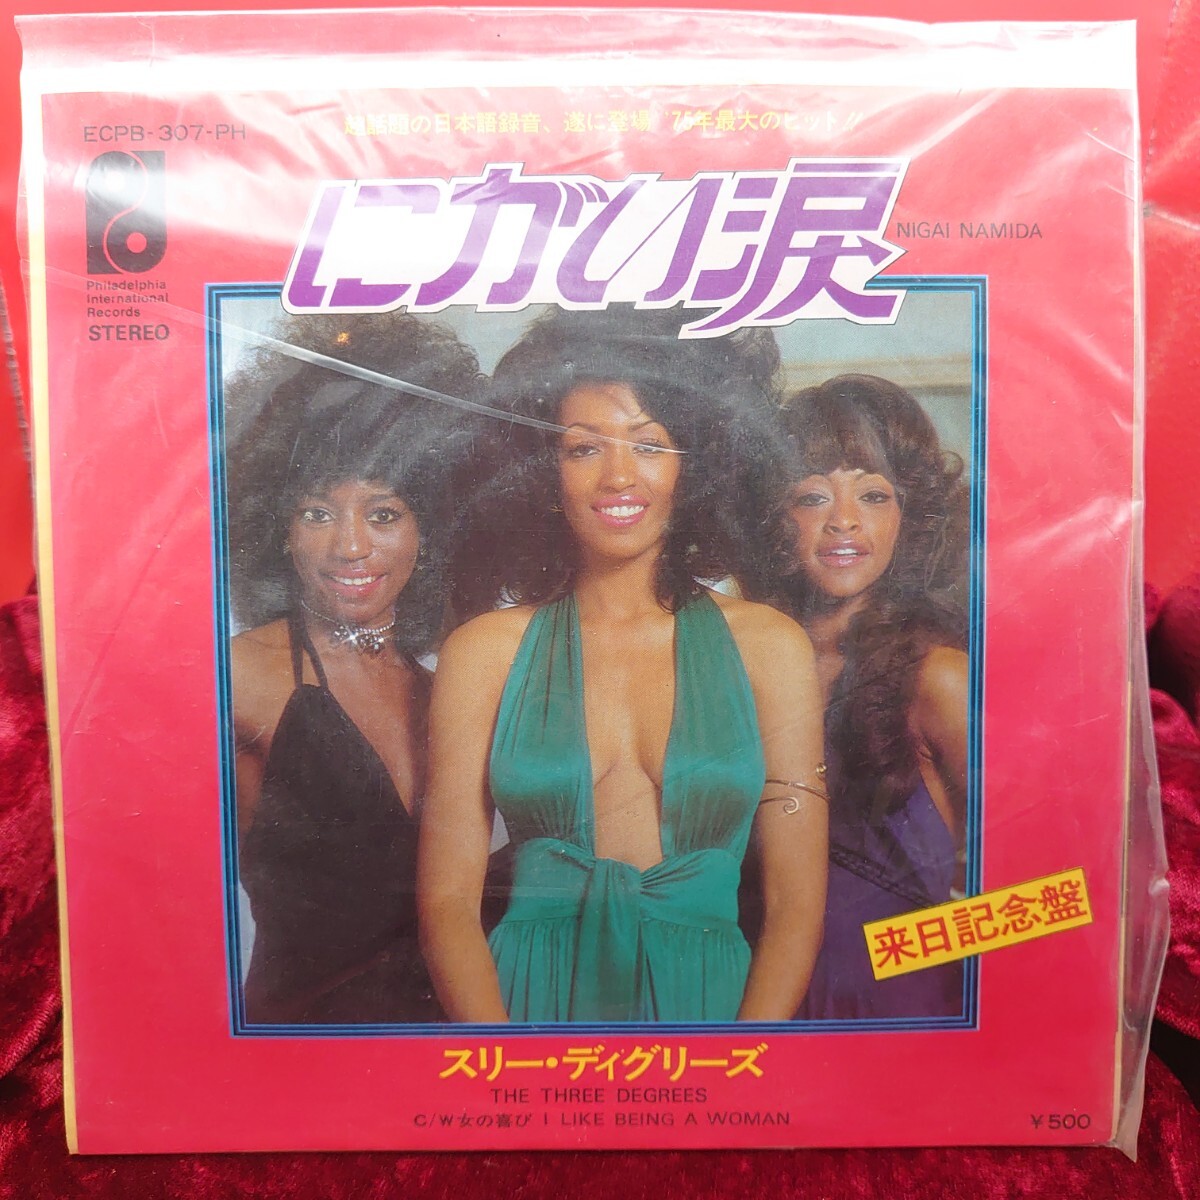 超話題の日本語録音、遂に登場 '75年最大のヒット!!
ECPB-307-PH
にがい涙
NIGAI NAMIDA
Philadelphia
International
Records
STEREO
来日記念盤
スリー・ディグリーズ
THE THREE DEGREES
C/W 女の喜び I LIKE BEING A WOMAN
¥500